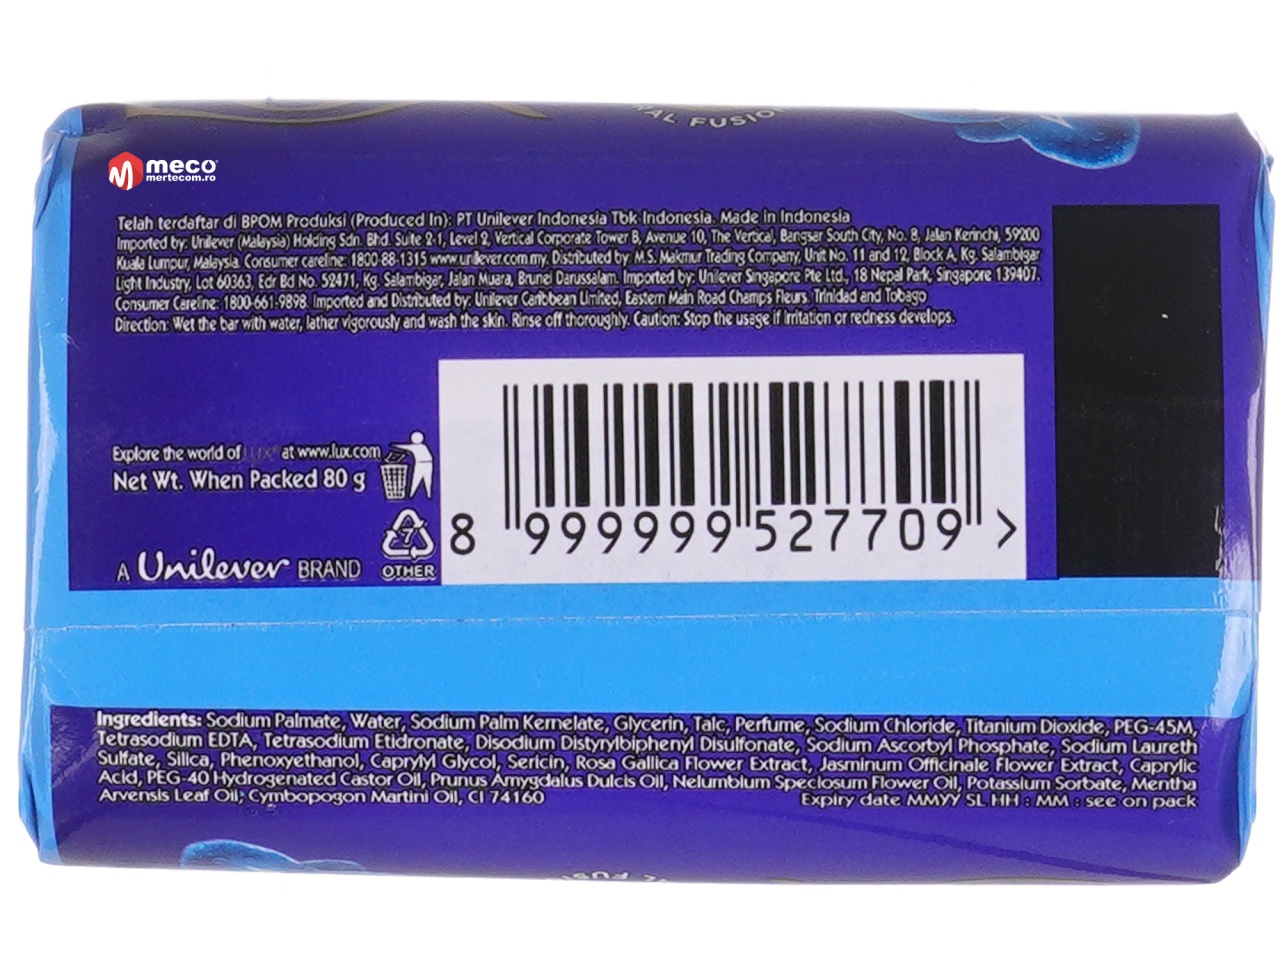 RAL FUSION
meco
mertecom.ro
Telah terdaftar di BPOM Produksi (Produced In): PT Unilever Indonesia Tbk Indonesia. Made in Indonesia
Imported by: Unilever (Malaysia) Holding Sdn. Bhd. Suite 2-1, Level 2, Vertical Corporate Tower B, Avenue 10, The Vertical, Bangsar South City, No. 8, Jalan Kerinchi, 59200
Kuala Lumpur, Malaysia. Consumer careline: 1800-88-1315 www.unilever.com.my. Distributed by: M.S. Makmur Trading Company, Unit No. 11 and 12, Block A, Kg. Salambigar
Light Industry, Lot 60363, Edr Bd No. 52471, Kg. Salambigar, Jalan Muara, Brunei Darussalam. Imported by: Unilever Singapore Pte Ltd., 18 Nepal Park, Singapore 139407.
Consumer Careline: 1800-661-9898. Imported and Distributed by: Unilever Caribbean Limited, Eastern Main Road Champs Fleurs, Trinidad and Tobago
Direction: Wet the bar with water, lather vigorously and wash the skin. Rinse off thoroughly. Caution: Stop the usage if irritation or redness develops.
Explore the world of LUX® at www.lux.com
Net Wt. When Packed 80 g
A Unilever BRAND
7
OTHER
8 999999 527709 >
Ingredients: Sodium Palmate, Water, Sodium Palm Kernelate, Glycerin, Talc, Perfume, Sodium Chloride, Titanium Dioxide, PEG-45M,
Tetrasodium EDTA, Tetrasodium Etidronate, Disodium Distyrylbiphenyl Disulfonate, Sodium Ascorbyl Phosphate, Sodium Laureth
Sulfate, Silica, Phenoxyethanol, Caprylyl Glycol, Sericin, Rosa Gallica Flower Extract, Jasminum Officinale Flower Extract, Caprylic
Acid, PEG-40 Hydrogenated Castor Oil, Prunus Amygdalus Dulcis Oil, Nelumbium Speciosum Flower Oil, Potassium Sorbate, Mentha
Arvensis Leaf Oil, Cymbopogon Martini Oil, CI 74160
Expiry date MMYY SL HH : MM : see on pack